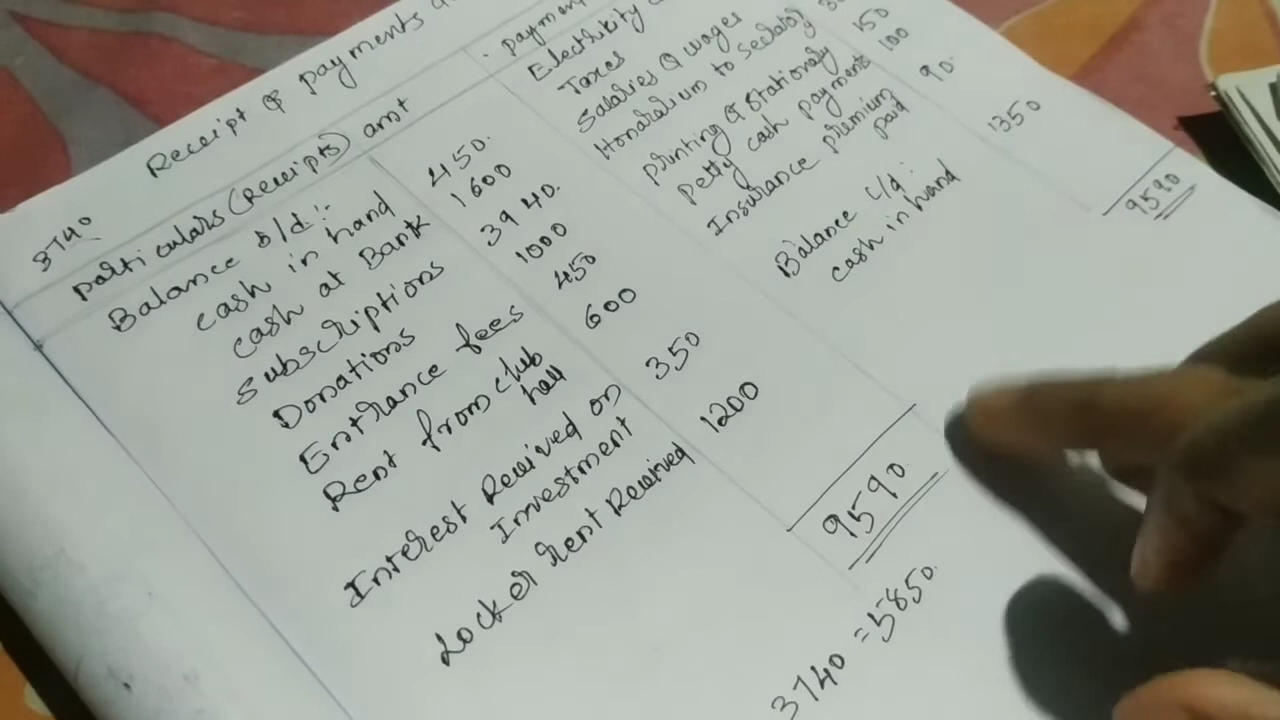 Receipt & payments
3740
particulars (Receipts) amt
Balance b/d :-
cash in hand 450.
cash at Bank 1600
subscriptions 3940.
Donations 1000
Entrance fees 450
Rent from club hall 600
Interest Received on Investment 350
Locker rent Received 1200
9590.
3740 = 5850.
payment
Electricity
Taxes
Salaries & wages
Honorarium to Secretary
printing & Stationary 150
petty cash payments 100
Insurance premium paid 90.
Balance c/d.
cash in hand 1350
9590